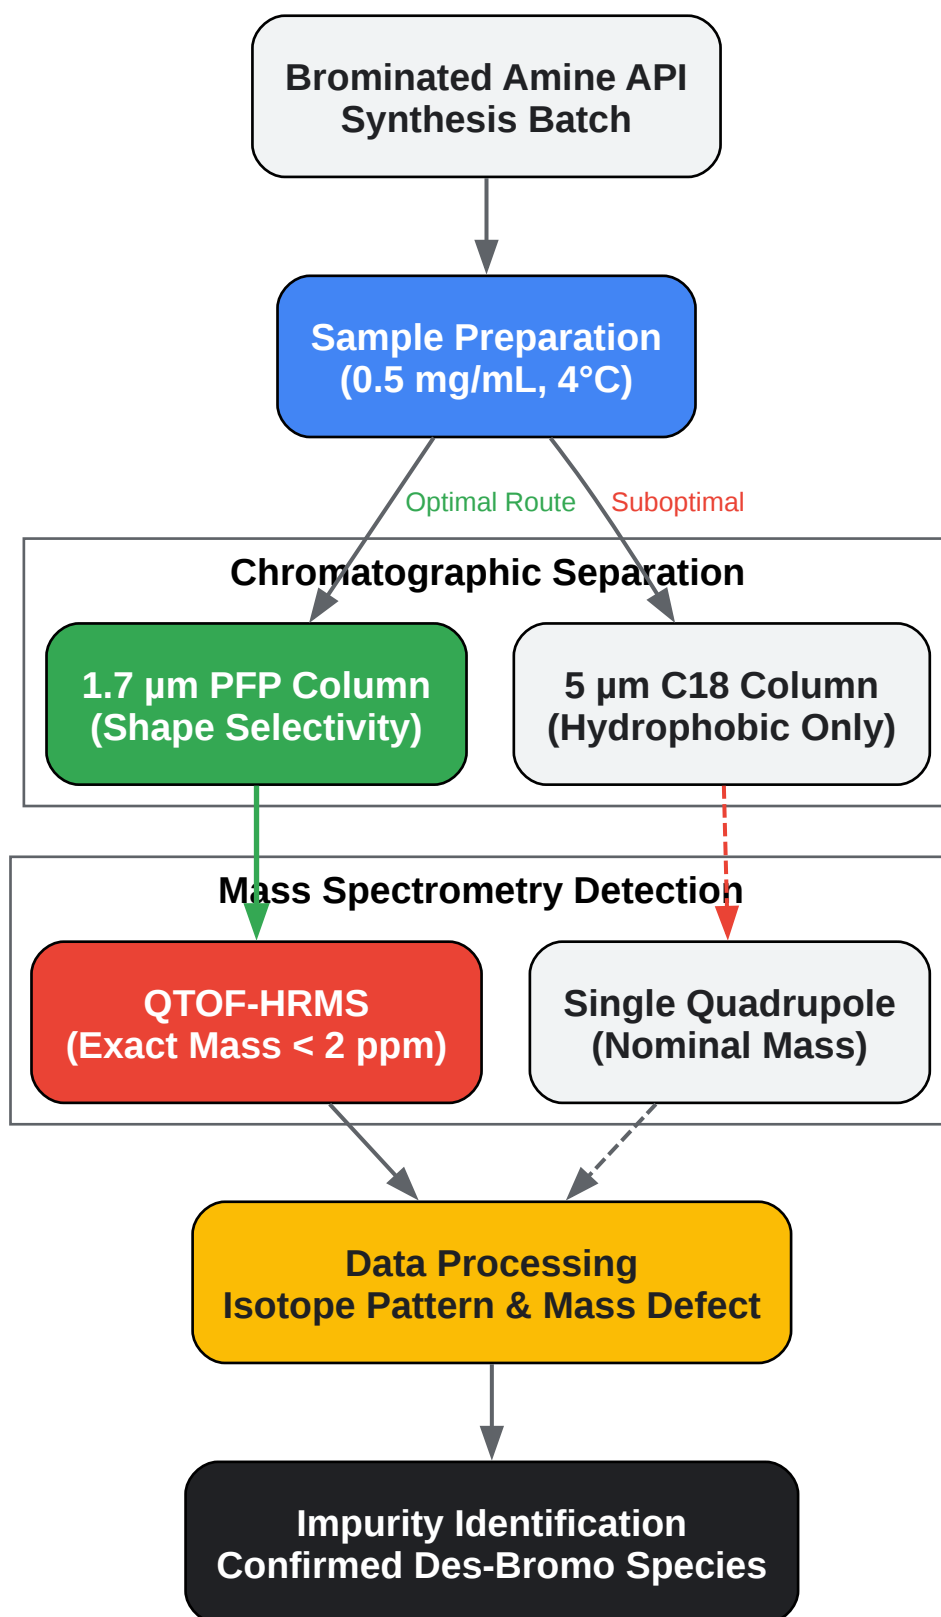 Brominated Amine API
Synthesis Batch
Sample Preparation
(0.5 mg/mL, 4°C)
Optimal Route
Suboptimal
Chromatographic Separation
1.7 µm PFP Column
(Shape Selectivity)
5 µm C18 Column
(Hydrophobic Only)
Mass Spectrometry Detection
QTOF-HRMS
(Exact Mass < 2 ppm)
Single Quadrupole
(Nominal Mass)
Data Processing
Isotope Pattern & Mass Defect
Impurity Identification
Confirmed Des-Bromo Species